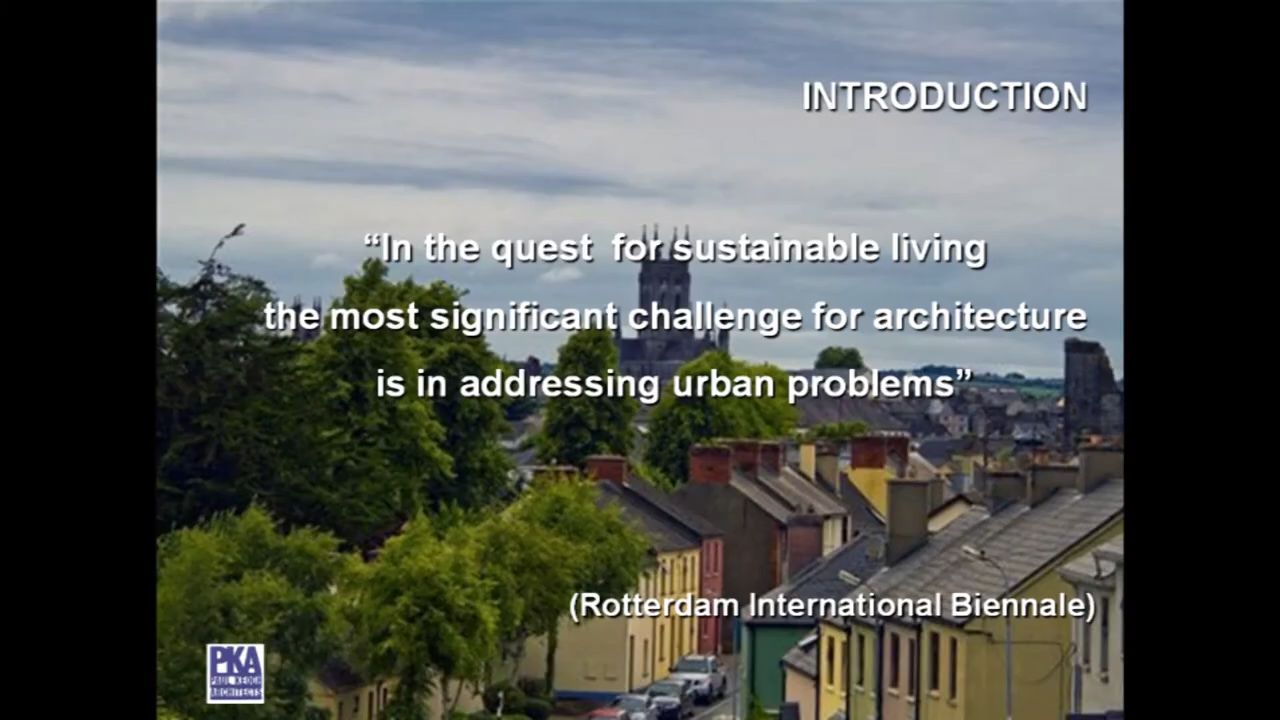 INTRODUCTION
“In the quest for sustainable living
the most significant challenge for architecture
is in addressing urban problems”
(Rotterdam International Biennale)
PKA
PAUL KEOGH
ARCHITECTS